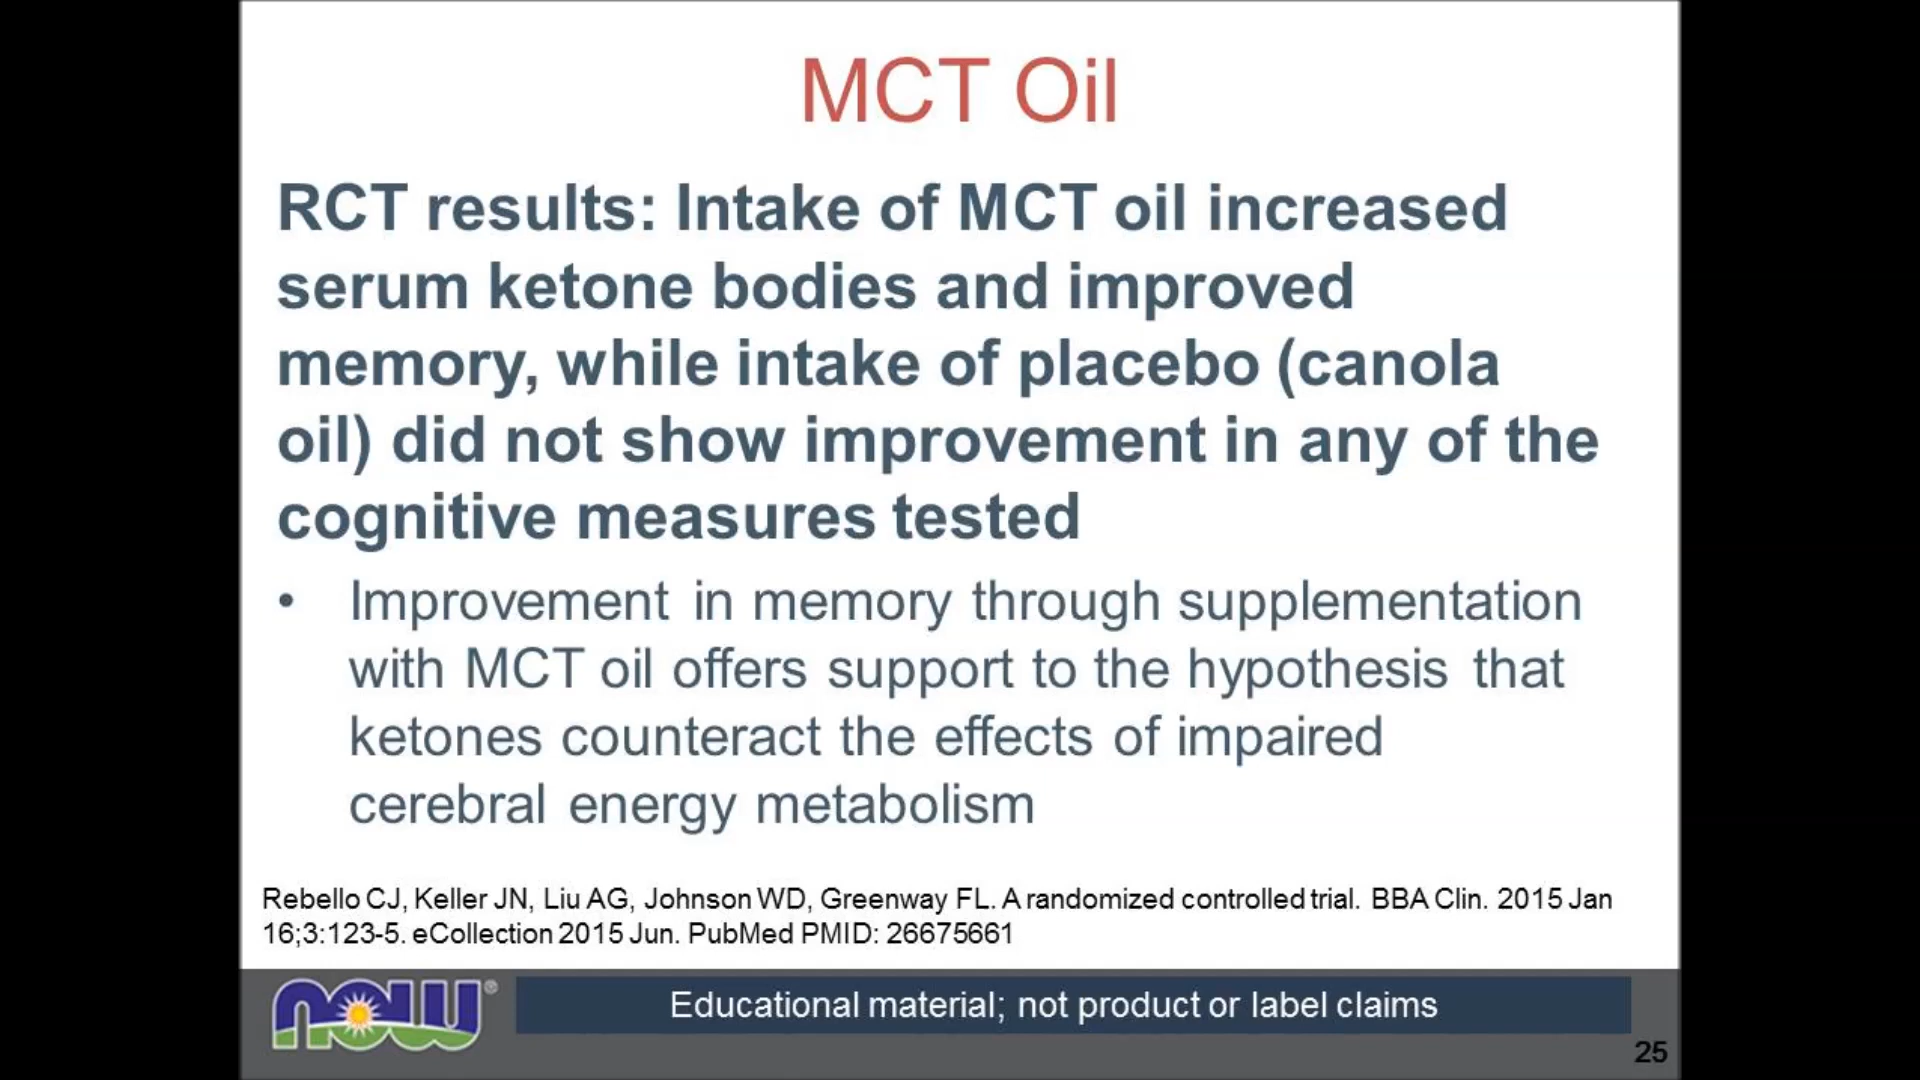 MCT Oil
RCT results: Intake of MCT oil increased
serum ketone bodies and improved
memory, while intake of placebo (canola
oil) did not show improvement in any of the
cognitive measures tested
• Improvement in memory through supplementation
with MCT oil offers support to the hypothesis that
ketones counteract the effects of impaired
cerebral energy metabolism
Rebello CJ, Keller JN, Liu AG, Johnson WD, Greenway FL. A randomized controlled trial. BBA Clin. 2015 Jan
16;3:123-5. eCollection 2015 Jun. PubMed PMID: 26675661
now®
Educational material; not product or label claims
25